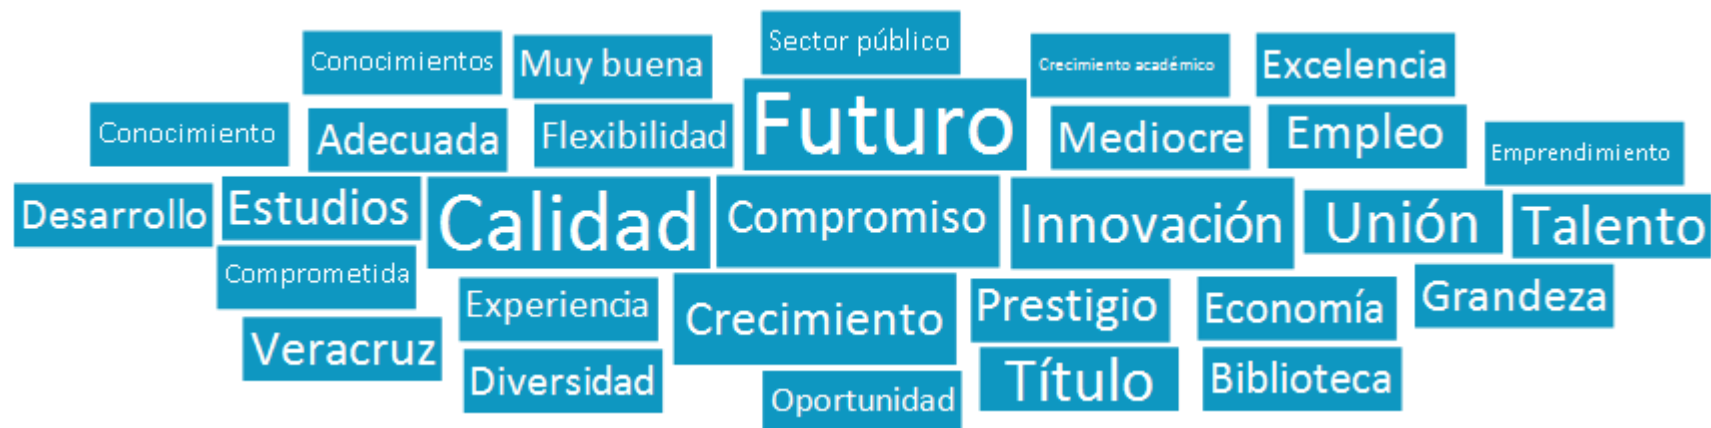 Sector público
Conocimientos
Muy buena
Crecimiento académico
Excelencia
Conocimiento
Adecuada
Flexibilidad
Futuro
Mediocre
Empleo
Emprendimiento
Desarrollo
Estudios
Calidad
Compromiso
Innovación
Unión
Talento
Comprometida
Experiencia
Crecimiento
Prestigio
Economía
Grandeza
Veracruz
Diversidad
Título
Biblioteca
Oportunidad